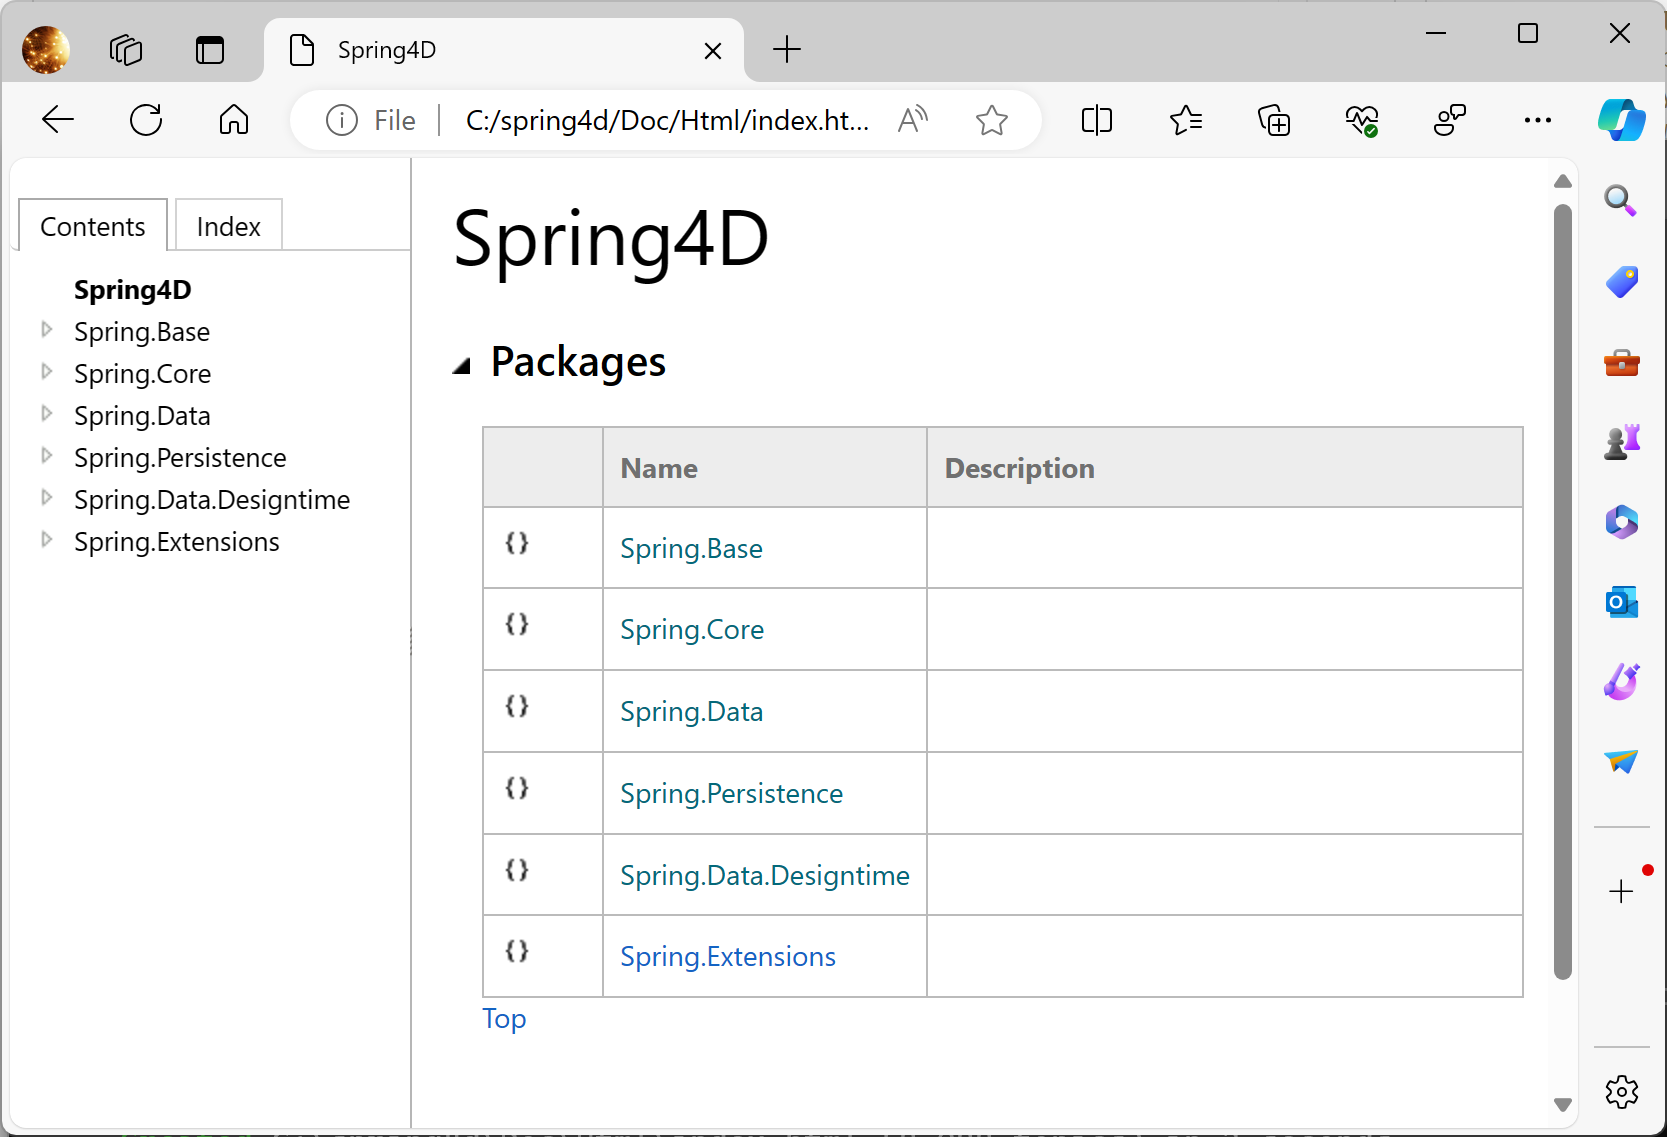 Spring4D
File
C:/spring4d/Doc/Html/index.ht...
Contents
Index
Spring4D
Spring.Base
Spring.Core
Spring.Data
Spring.Persistence
Spring.Data.Designtime
Spring.Extensions
Spring4D
Packages
Name Description
{} Spring.Base
{} Spring.Core
{} Spring.Data
{} Spring.Persistence
{} Spring.Data.Designtime
{} Spring.Extensions
Top